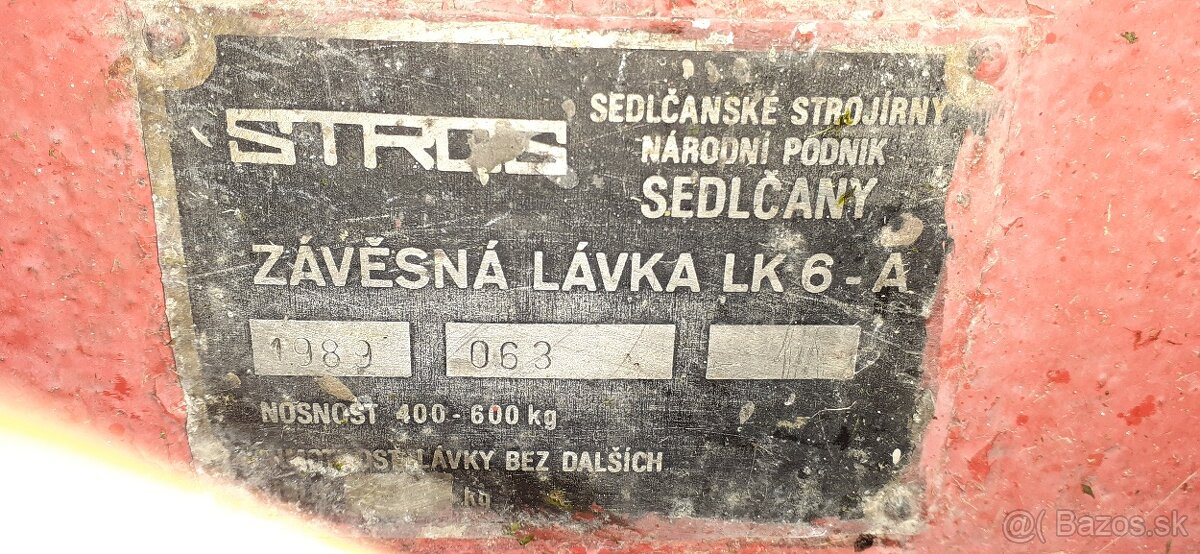 STROS
SEDLČANSKÉ STROJÍRNY
NÁRODNÍ PODNIK
SEDLČANY
ZÁVĚSNÁ LÁVKA LK 6 - A
1989 063
NOSNOST 400 - 600 kg
LÁVKY BEZ DALŠÍCH
kg
@( Bazos.sk